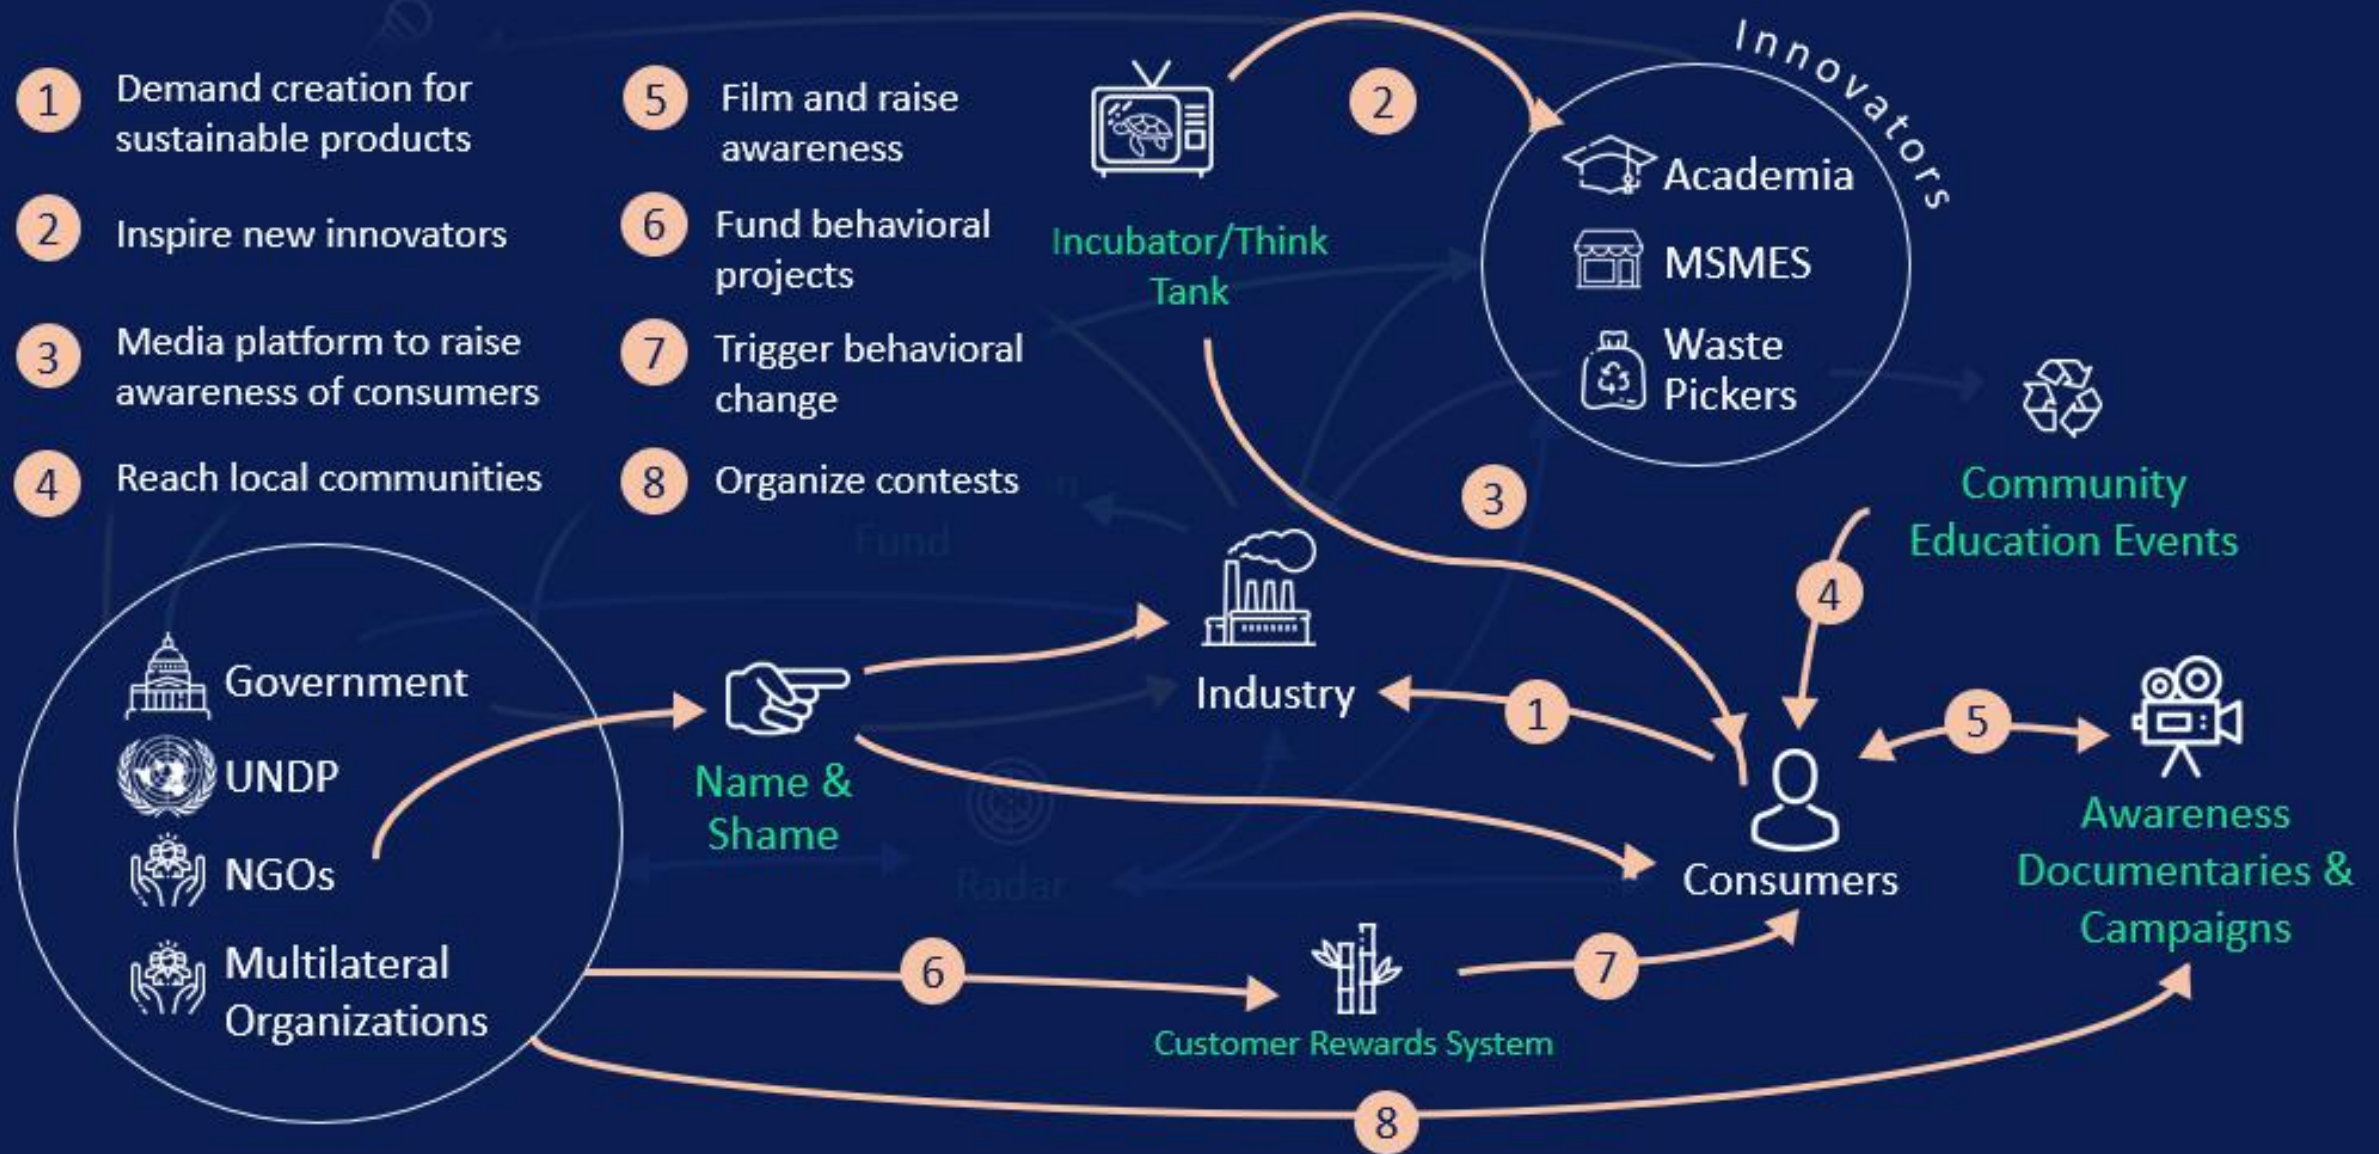 1
Demand creation for
sustainable products
2
Inspire new innovators
3
Media platform to raise
awareness of consumers
4
Reach local communities
5
Film and raise
awareness
6
Fund behavioral
projects
7
Trigger behavioral
change
8
Organize contests
Incubator/Think
Tank
2
Innovators
Academia
MSMES
Waste
Pickers
3
Community
Education Events
4
Fund
Government
UNDP
NGOs
Multilateral
Organizations
Name &
Shame
Industry
1
5
Radar
Consumers
Awareness
Documentaries &
Campaigns
6
7
Customer Rewards System
8